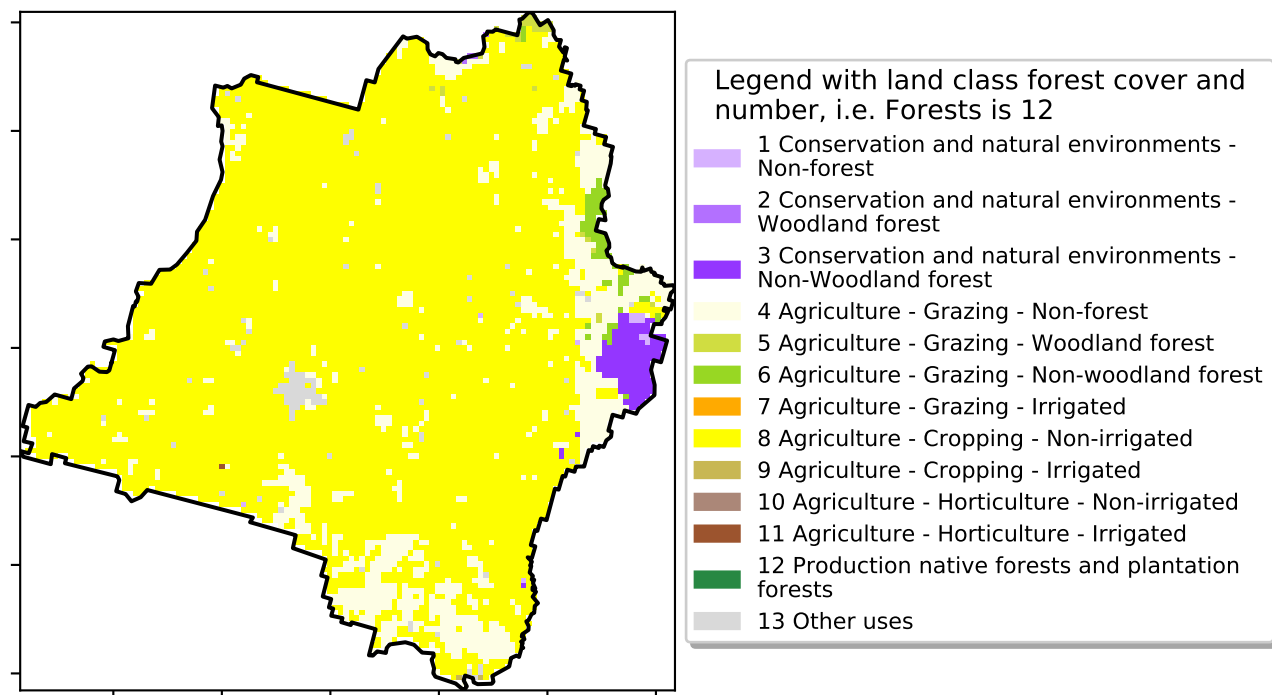 Legend with land class forest cover and
number, i.e. Forests is 12
1 Conservation and natural environments -
Non-forest
2 Conservation and natural environments -
Woodland forest
3 Conservation and natural environments -
Non-Woodland forest
4 Agriculture - Grazing - Non-forest
5 Agriculture - Grazing - Woodland forest
6 Agriculture - Grazing - Non-woodland forest
7 Agriculture - Grazing - Irrigated
8 Agriculture - Cropping - Non-irrigated
9 Agriculture - Cropping - Irrigated
10 Agriculture - Horticulture - Non-irrigated
11 Agriculture - Horticulture - Irrigated
12 Production native forests and plantation
forests
13 Other uses